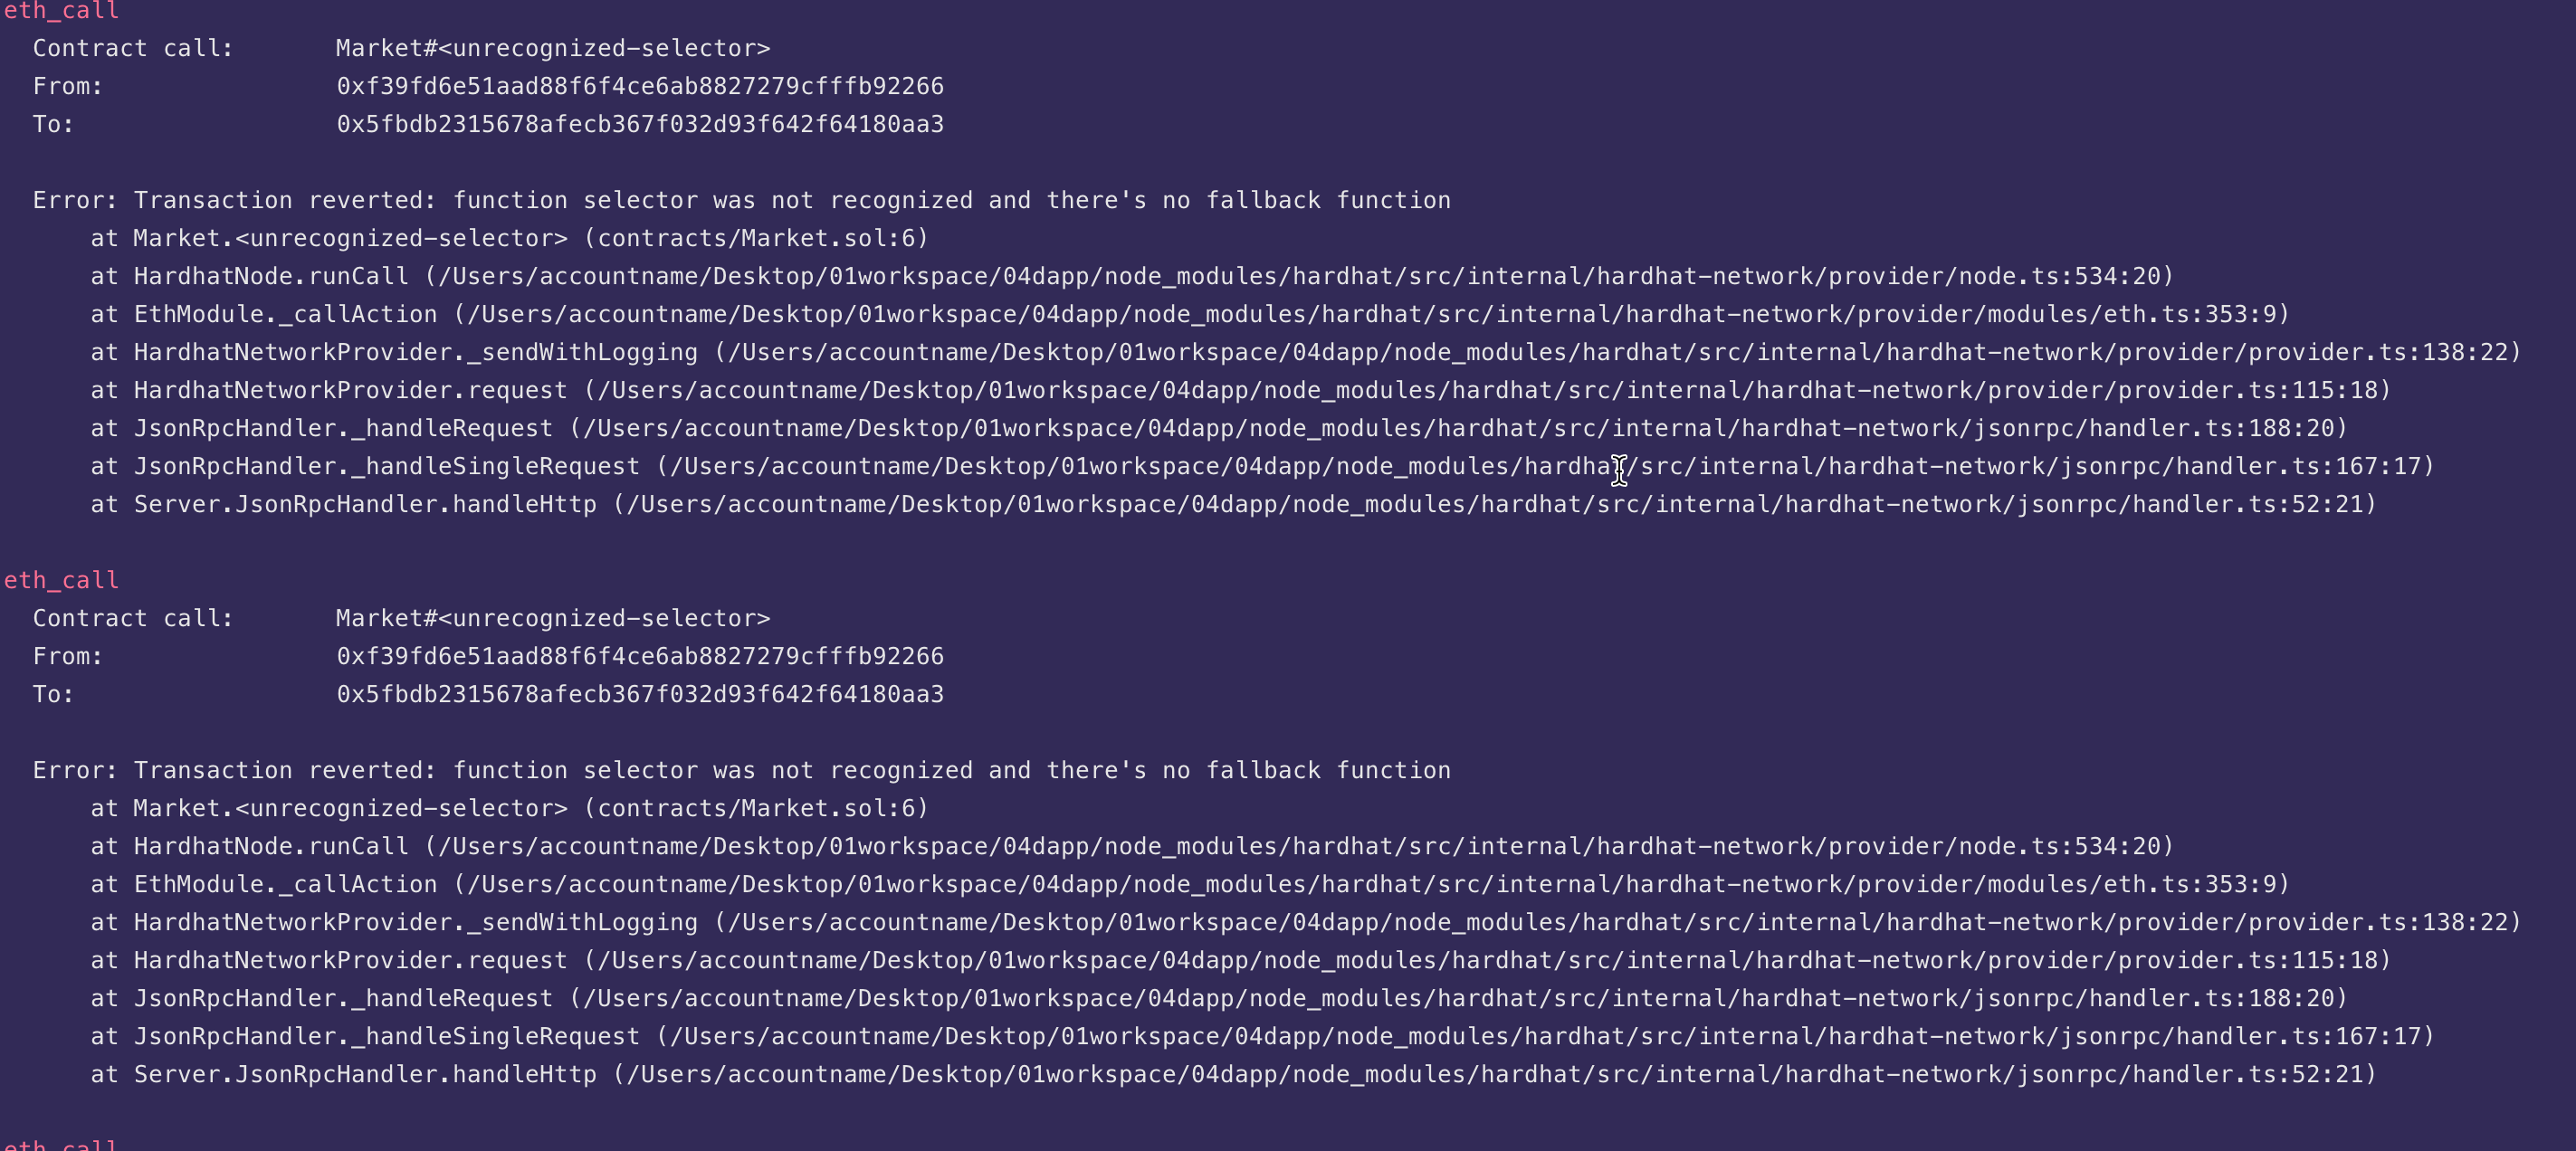 eth_call
Contract call: Market#<unrecognized-selector>
From: 0xf39fd6e51aad88f6f4ce6ab8827279cfffb92266
To: 0x5fbdb2315678afecb367f032d93f642f64180aa3
Error: Transaction reverted: function selector was not recognized and there's no fallback function
at Market.<unrecognized-selector> (contracts/Market.sol:6)
at HardhatNode.runCall (/Users/accountname/Desktop/01workspace/04dapp/node_modules/hardhat/src/internal/hardhat-network/provider/node.ts:534:20)
at EthModule._callAction (/Users/accountname/Desktop/01workspace/04dapp/node_modules/hardhat/src/internal/hardhat-network/provider/modules/eth.ts:353:9)
at HardhatNetworkProvider._sendWithLogging (/Users/accountname/Desktop/01workspace/04dapp/node_modules/hardhat/src/internal/hardhat-network/provider/provider.ts:138:22)
at HardhatNetworkProvider.request (/Users/accountname/Desktop/01workspace/04dapp/node_modules/hardhat/src/internal/hardhat-network/provider/provider.ts:115:18)
at JsonRpcHandler._handleRequest (/Users/accountname/Desktop/01workspace/04dapp/node_modules/hardhat/src/internal/hardhat-network/jsonrpc/handler.ts:188:20)
at JsonRpcHandler._handleSingleRequest (/Users/accountname/Desktop/01workspace/04dapp/node_modules/hardhat/src/internal/hardhat-network/jsonrpc/handler.ts:167:17)
at Server.JsonRpcHandler.handleHttp (/Users/accountname/Desktop/01workspace/04dapp/node_modules/hardhat/src/internal/hardhat-network/jsonrpc/handler.ts:52:21)
eth_call
Contract call: Market#<unrecognized-selector>
From: 0xf39fd6e51aad88f6f4ce6ab8827279cfffb92266
To: 0x5fbdb2315678afecb367f032d93f642f64180aa3
Error: Transaction reverted: function selector was not recognized and there's no fallback function
at Market.<unrecognized-selector> (contracts/Market.sol:6)
at HardhatNode.runCall (/Users/accountname/Desktop/01workspace/04dapp/node_modules/hardhat/src/internal/hardhat-network/provider/node.ts:534:20)
at EthModule._callAction (/Users/accountname/Desktop/01workspace/04dapp/node_modules/hardhat/src/internal/hardhat-network/provider/modules/eth.ts:353:9)
at HardhatNetworkProvider._sendWithLogging (/Users/accountname/Desktop/01workspace/04dapp/node_modules/hardhat/src/internal/hardhat-network/provider/provider.ts:138:22)
at HardhatNetworkProvider.request (/Users/accountname/Desktop/01workspace/04dapp/node_modules/hardhat/src/internal/hardhat-network/provider/provider.ts:115:18)
at JsonRpcHandler._handleRequest (/Users/accountname/Desktop/01workspace/04dapp/node_modules/hardhat/src/internal/hardhat-network/jsonrpc/handler.ts:188:20)
at JsonRpcHandler._handleSingleRequest (/Users/accountname/Desktop/01workspace/04dapp/node_modules/hardhat/src/internal/hardhat-network/jsonrpc/handler.ts:167:17)
at Server.JsonRpcHandler.handleHttp (/Users/accountname/Desktop/01workspace/04dapp/node_modules/hardhat/src/internal/hardhat-network/jsonrpc/handler.ts:52:21)
eth_call